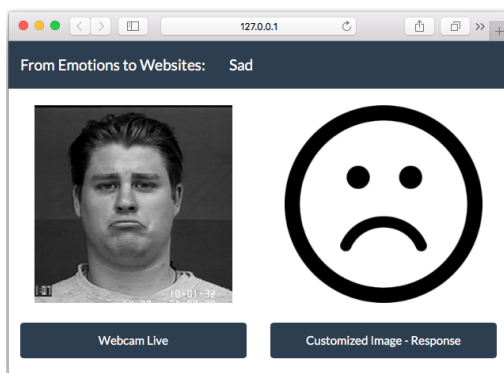 127.0.0.1
From Emotions to Websites: Sad
Webcam Live
Customized Image - Response